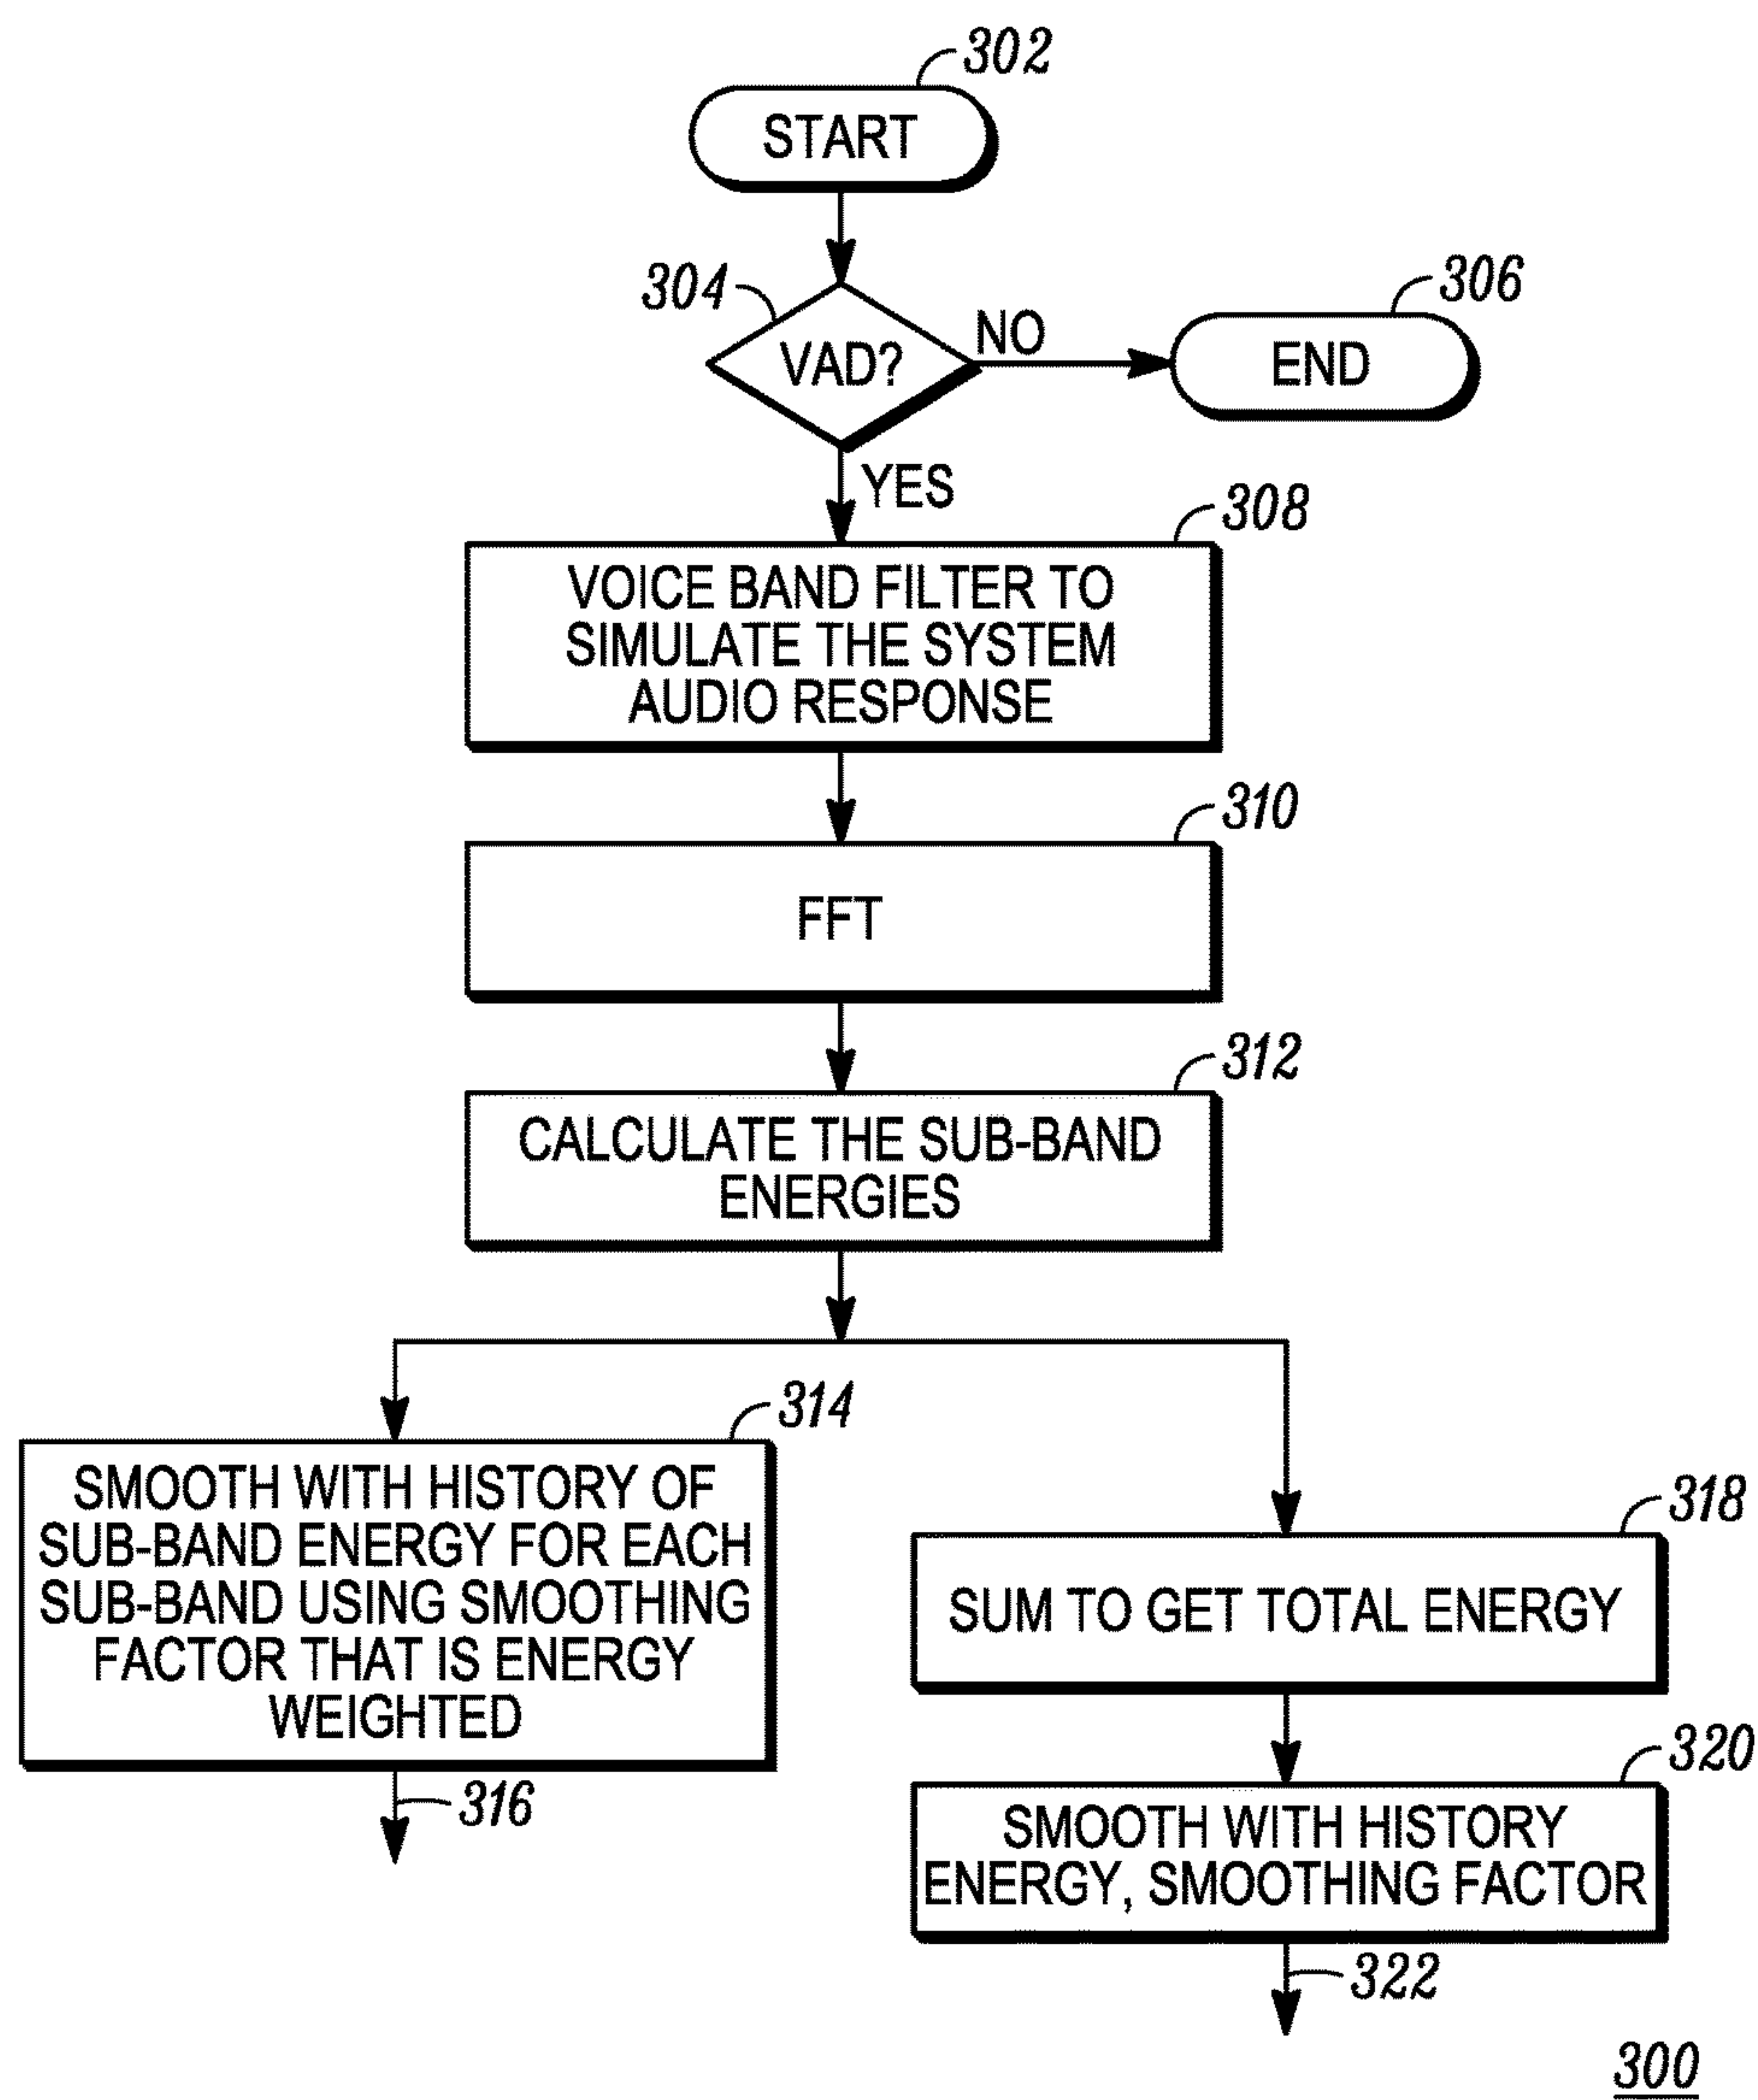 302
START
304
VAD?
NO
306
END
YES
308
VOICE BAND FILTER TO
SIMULATE THE SYSTEM
AUDIO RESPONSE
310
FFT
312
CALCULATE THE SUB-BAND
ENERGIES
314
SMOOTH WITH HISTORY OF
SUB-BAND ENERGY FOR EACH
SUB-BAND USING SMOOTHING
FACTOR THAT IS ENERGY
WEIGHTED
316
318
SUM TO GET TOTAL ENERGY
320
SMOOTH WITH HISTORY
ENERGY, SMOOTHING FACTOR
322
300